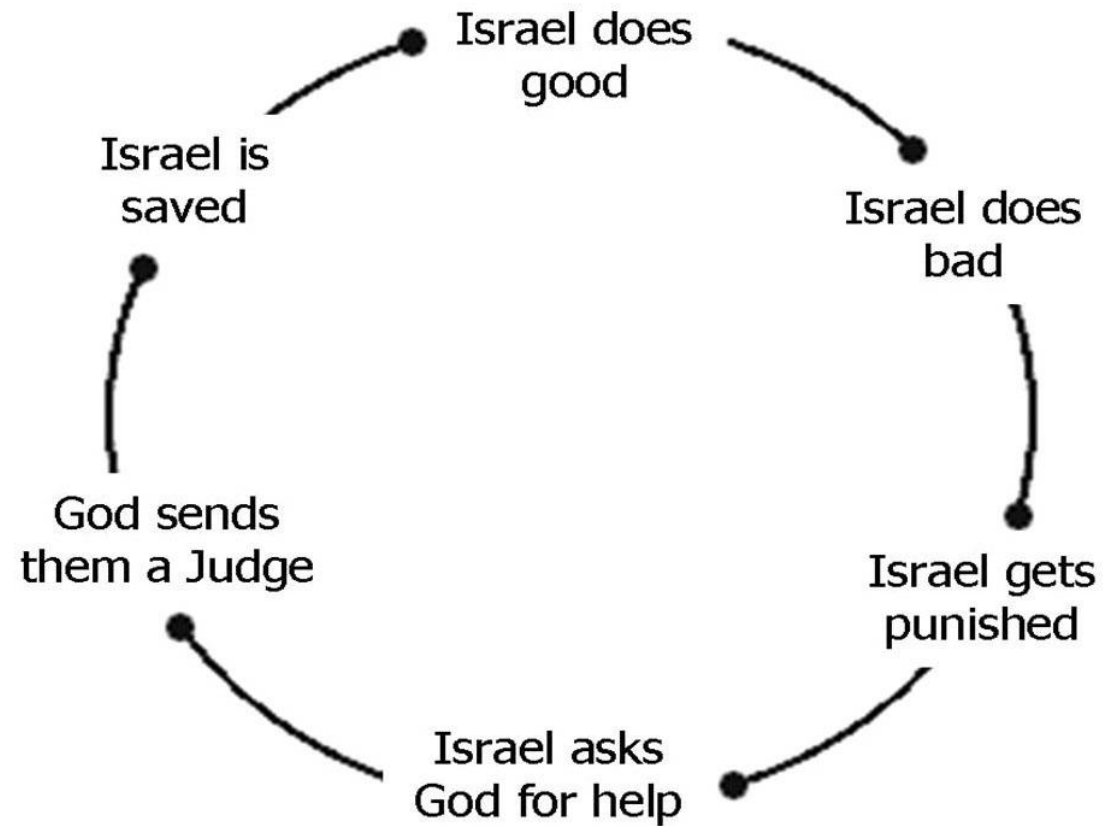 Israel does
good
Israel does
bad
Israel gets
punished
Israel asks
God for help
God sends
them a Judge
Israel is
saved